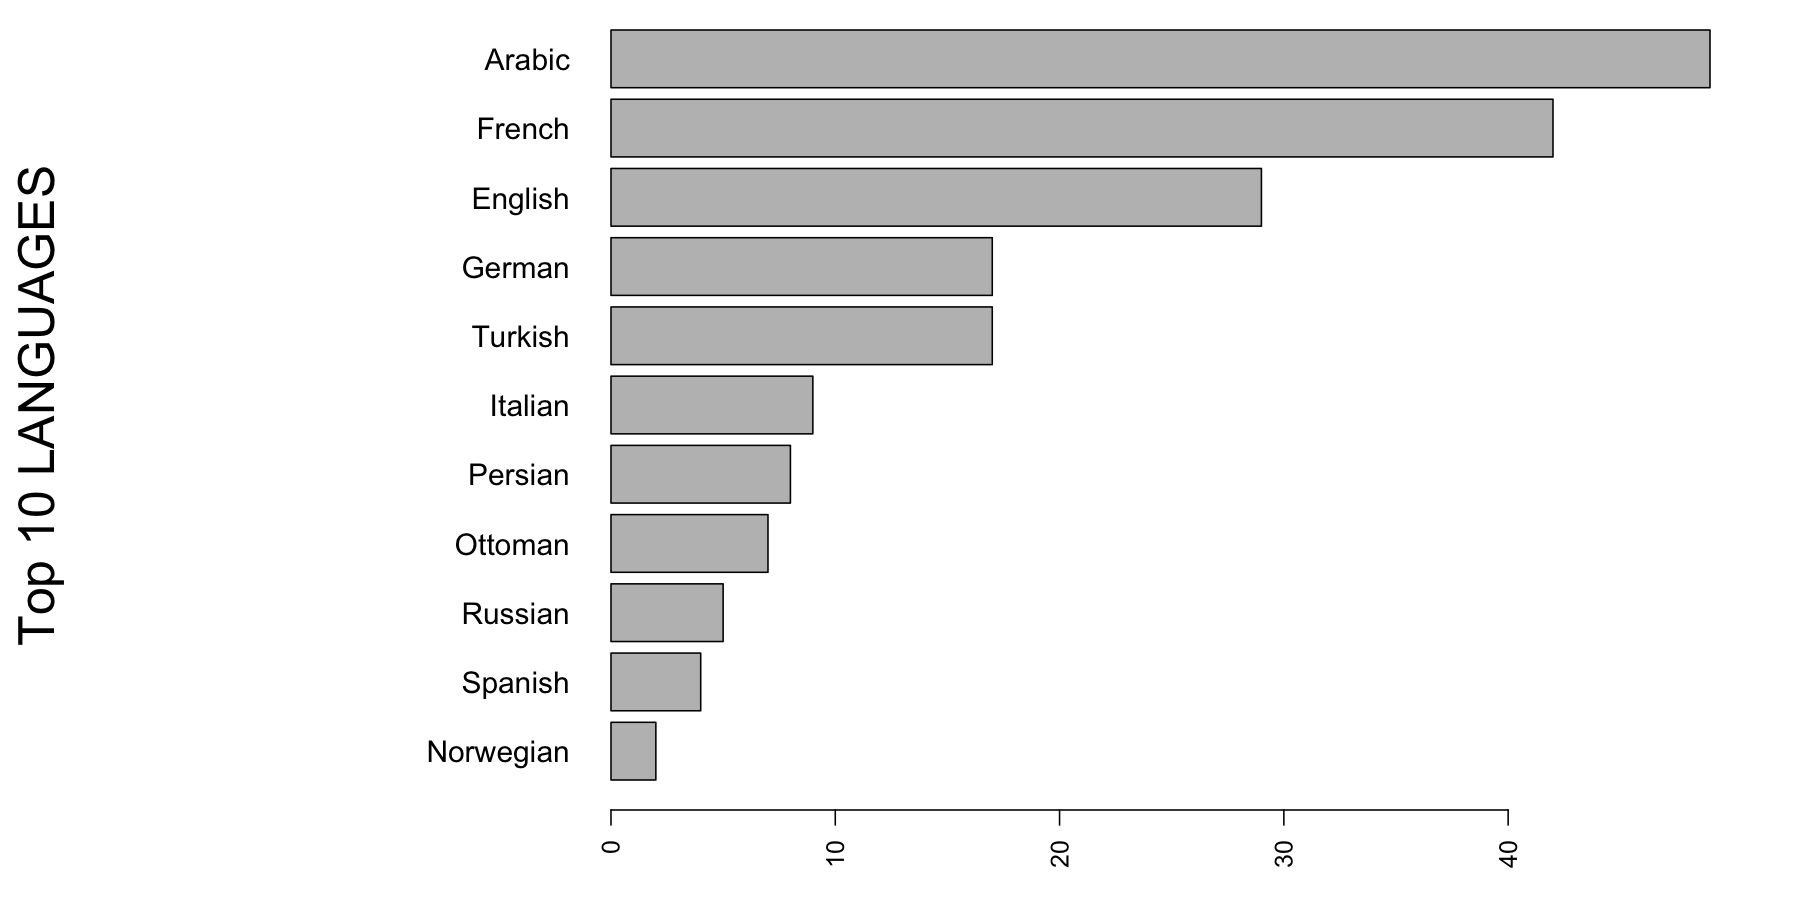 Top 10 LANGUAGES
Arabic
French
English
German
Turkish
Italian
Persian
Ottoman
Russian
Spanish
Norwegian
0 10 20 30 40